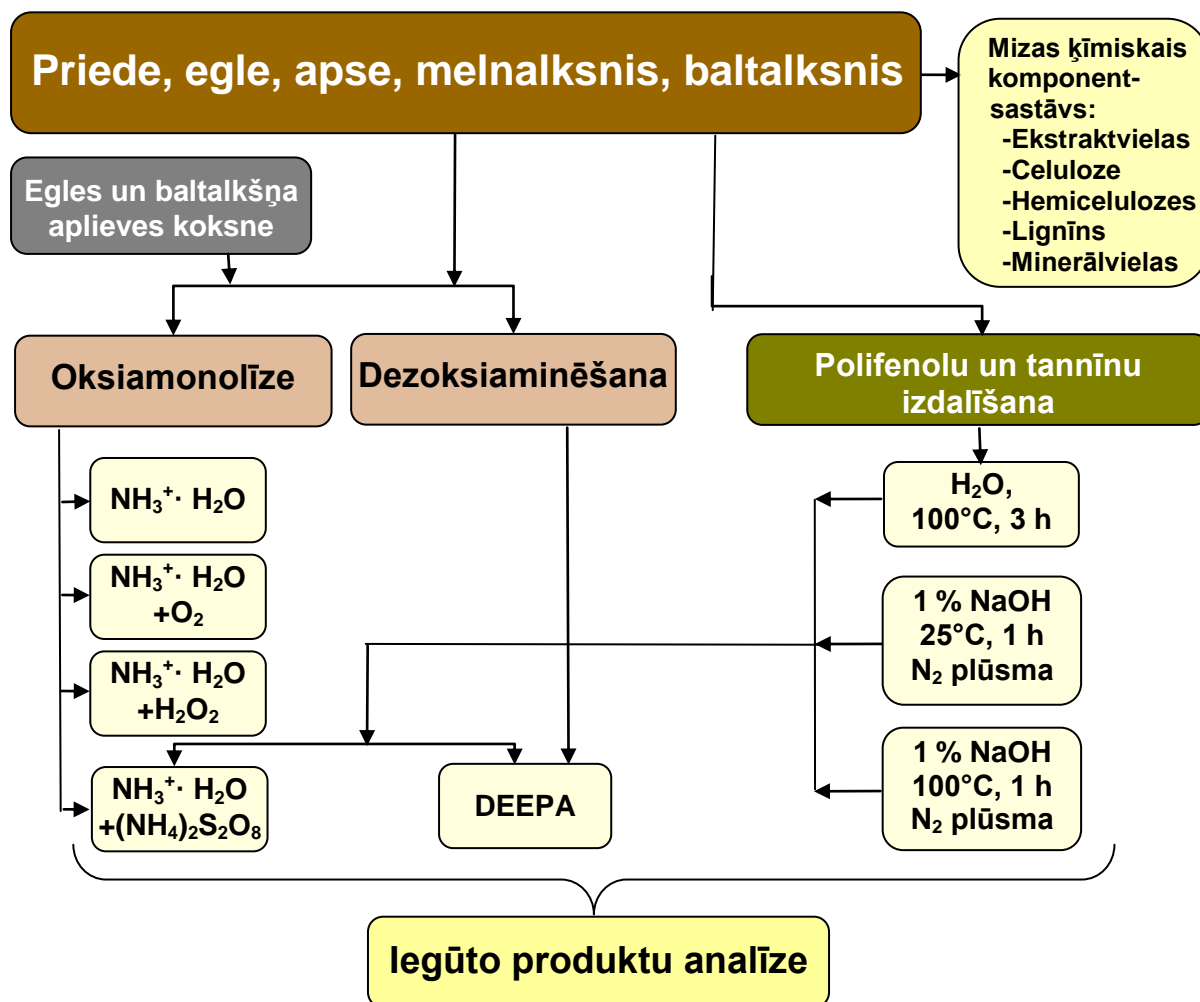 Priede, egle, apse, melnalksnis, baltalksnis
Mizas ķīmiskais
komponent-
sastāvs:
-Ekstraktvielas
-Celuloze
-Hemicelulozes
-Lignīns
-Minerālvielas
Egles un baltalkšņa
aplieves koksne
Oksiamonolīze
Dezoksiaminēšana
Polifenolu un tannīnu
izdalīšana
NH₃⁺· H₂O
NH₃⁺· H₂O
+O₂
NH₃⁺· H₂O
+H₂O₂
NH₃⁺· H₂O
+(NH₄)₂S₂O₈
DEEPA
H₂O,
100°C, 3 h
1 % NaOH
25°C, 1 h
N₂ plūsma
1 % NaOH
100°C, 1 h
N₂ plūsma
Iegūto produktu analīze